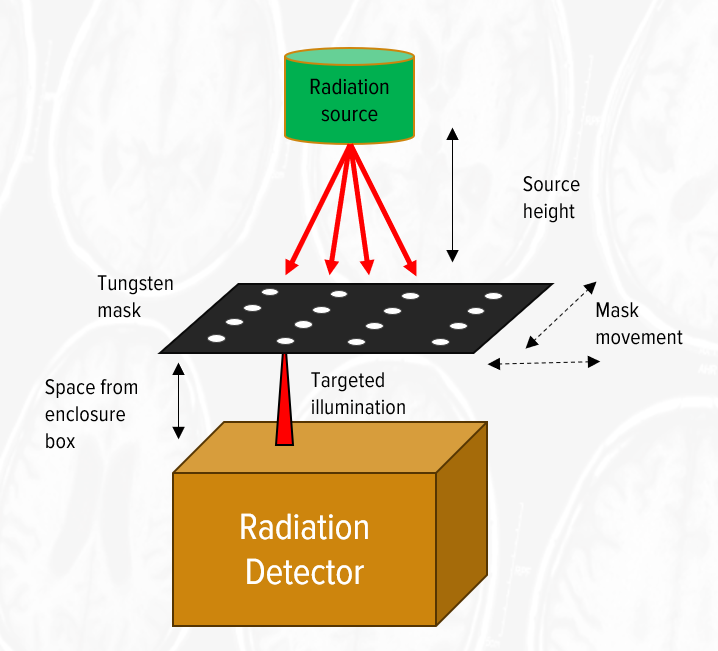 Radiation
source
Source
height
Tungsten
mask
Mask
movement
Space from
enclosure
box
Targeted
illumination
Radiation
Detector